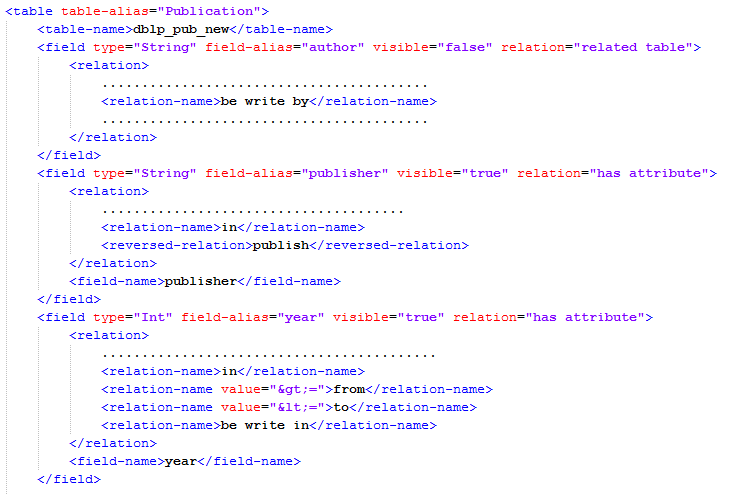 <table table-alias="Publication">
<table-name>dblp_pub_new</table-name>
<field type="String" field-alias="author" visible="false" relation="related table">
<relation>
.........................................
<relation-name>be write by</relation-name>
.........................................
</relation>
</field>
<field type="String" field-alias="publisher" visible="true" relation="has attribute">
<relation>
......................................
<relation-name>in</relation-name>
<reversed-relation>publish</reversed-relation>
</relation>
<field-name>publisher</field-name>
</field>
<field type="Int" field-alias="year" visible="true" relation="has attribute">
<relation>
..........................................
<relation-name>in</relation-name>
<relation-name value="&gt;=">from</relation-name>
<relation-name value="&lt;=">to</relation-name>
<relation-name>be write in</relation-name>
</relation>
<field-name>year</field-name>
</field>